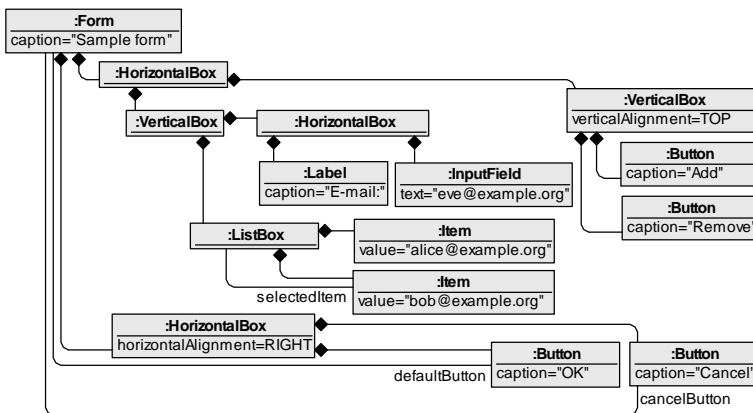 :Form
caption="Sample form"
:HorizontalBox
:VerticalBox
verticalAlignment=TOP
:VerticalBox
:HorizontalBox
:Button
caption="Add"
:Label
caption="E-mail:"
:InputField
text="eve@example.org"
:Button
caption="Remove"
:ListBox
:Item
value="alice@example.org"
:Item
value="bob@example.org"
selectedItem
:HorizontalBox
horizontalAlignment=RIGHT
:Button
caption="OK"
:Button
caption="Cancel"
defaultButton
cancelButton